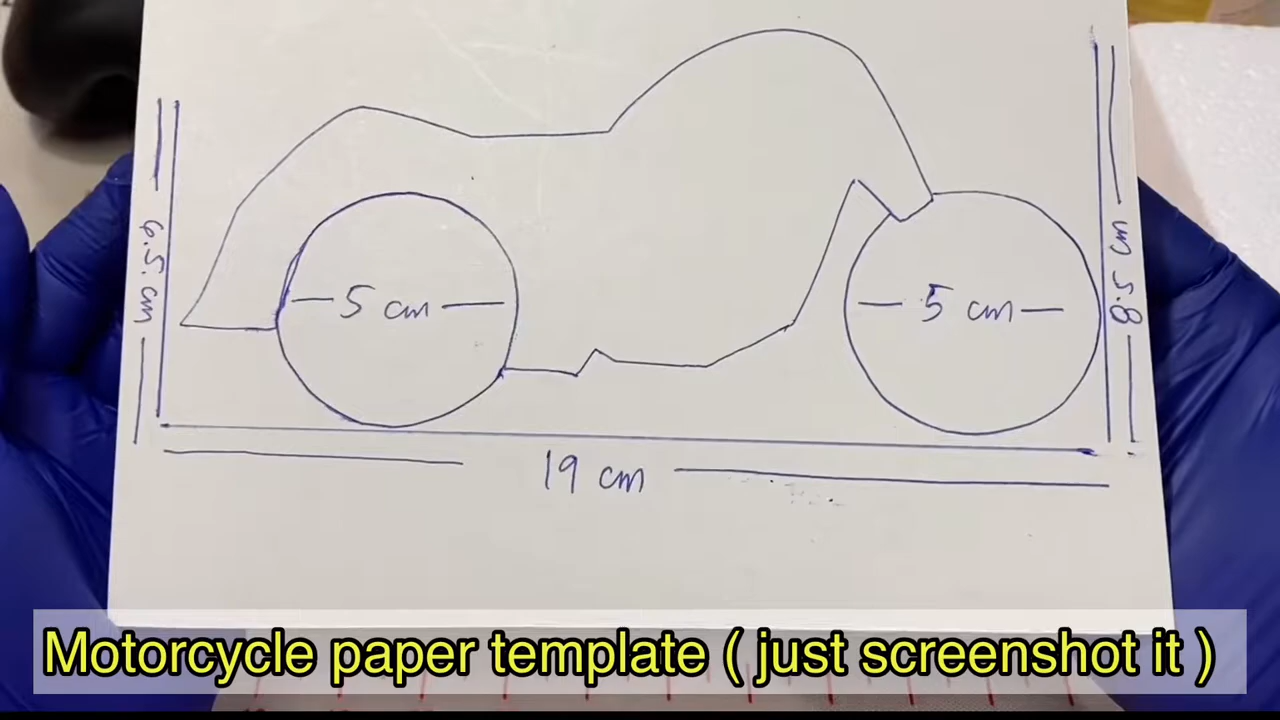 6.5. cm
5 cm
5 cm
8.5 cm
19 cm
Motorcycle paper template ( just screenshot it )